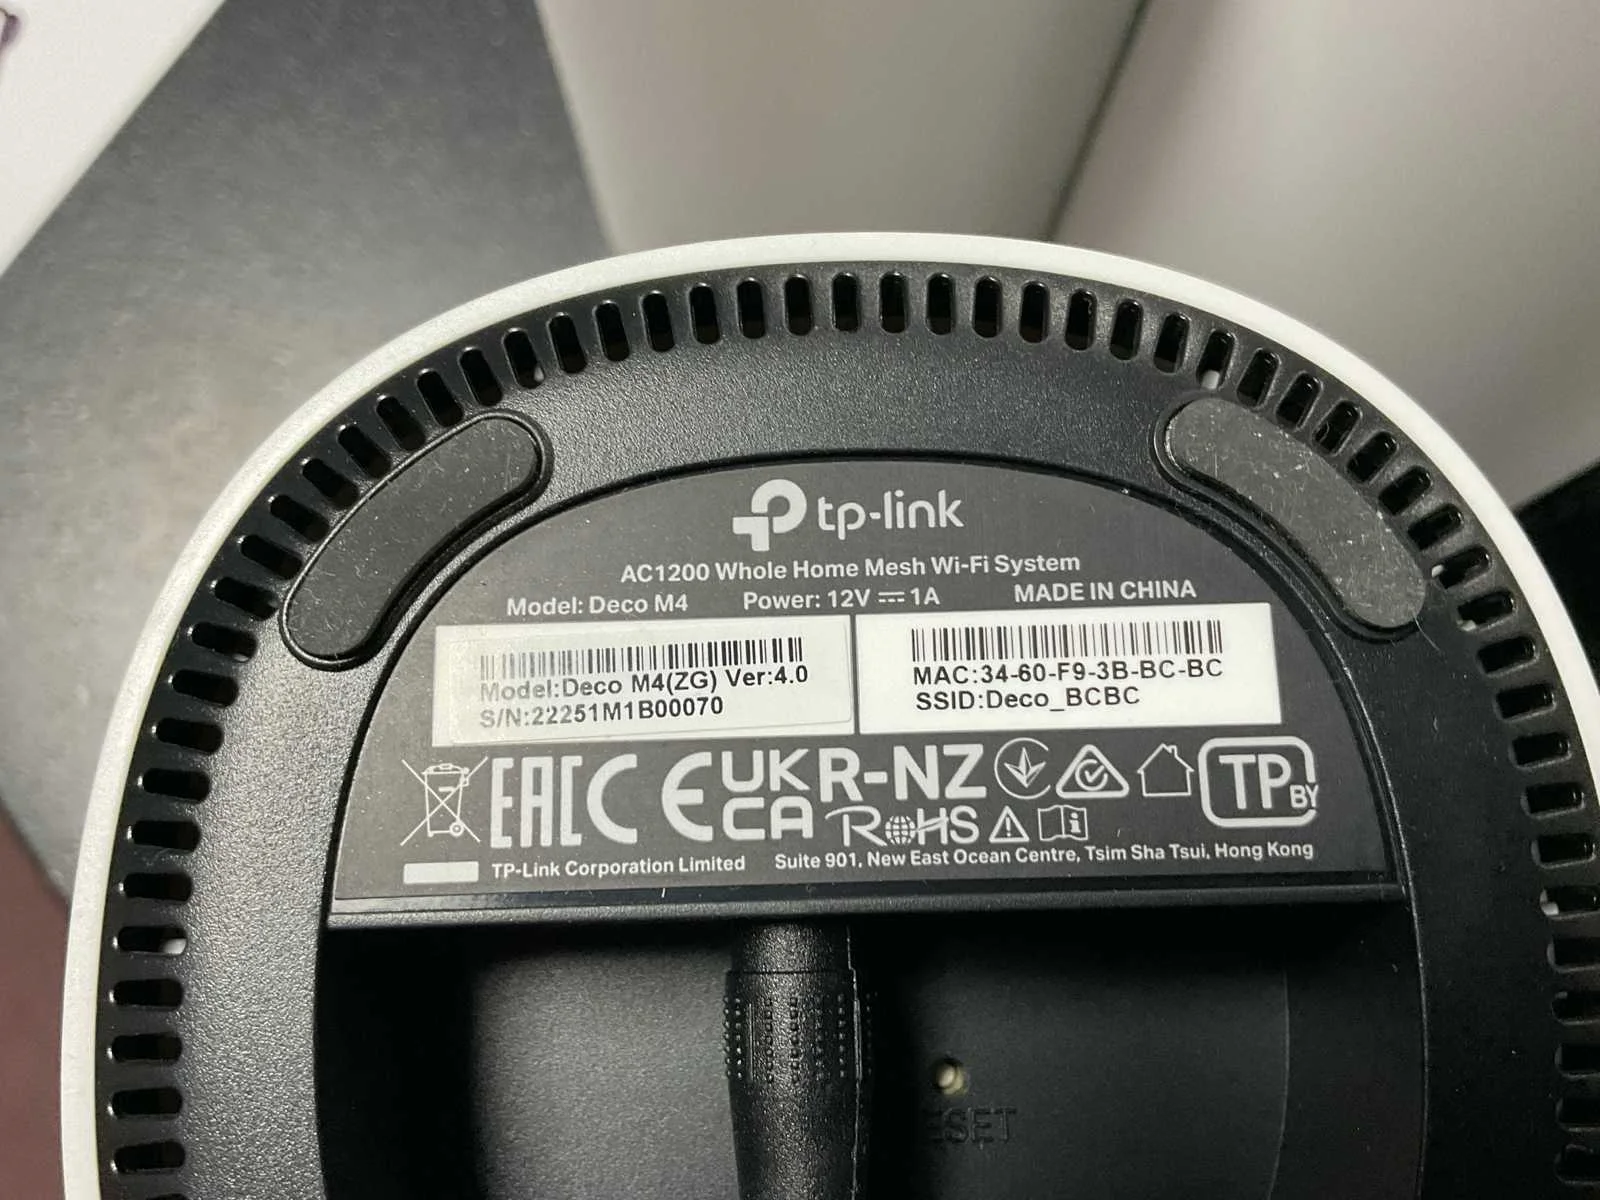 tp-link
AC1200 Whole Home Mesh Wi-Fi System
Model: Deco M4 Power: 12V ⎓ 1A MADE IN CHINA
Model:Deco M4(ZG) Ver:4.0
S/N:22251M1B00070
MAC:34-60-F9-3B-BC-BC
SSID:Deco_BCBC
EAC CE UK CA R-NZ TP BY
RoHS
TP-Link Corporation Limited Suite 901, New East Ocean Centre, Tsim Sha Tsui, Hong Kong
RESET